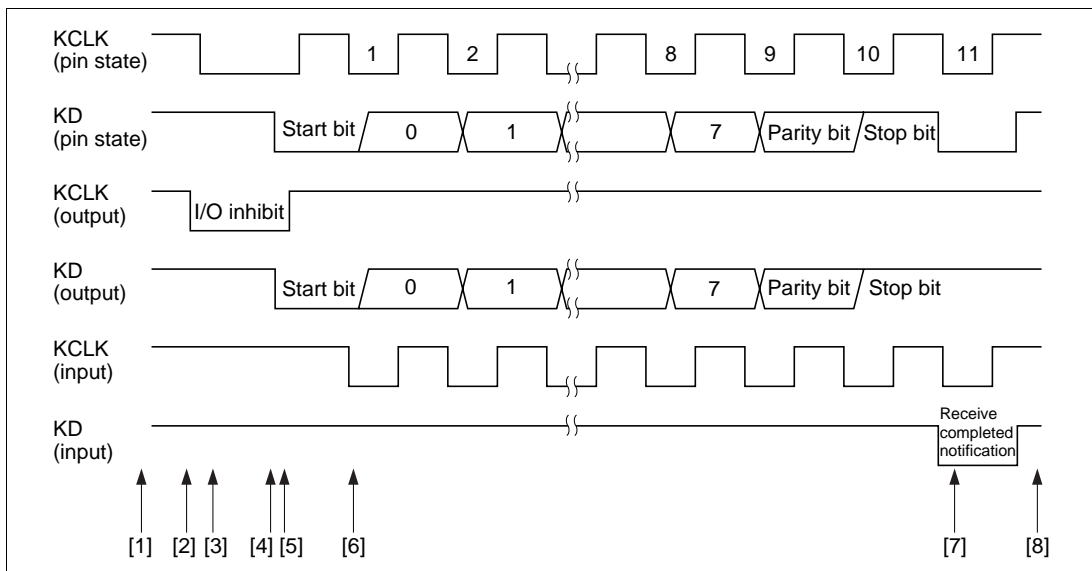 KCLK
(pin state)
1 2 8 9 10 11
KD
(pin state)
Start bit 0 1 7 Parity bit Stop bit
KCLK
(output)
I/O inhibit
KD
(output)
Start bit 0 1 7 Parity bit Stop bit
KCLK
(input)
KD
(input)
Receive
completed
notification
[1] [2] [3] [4] [5] [6] [7] [8]